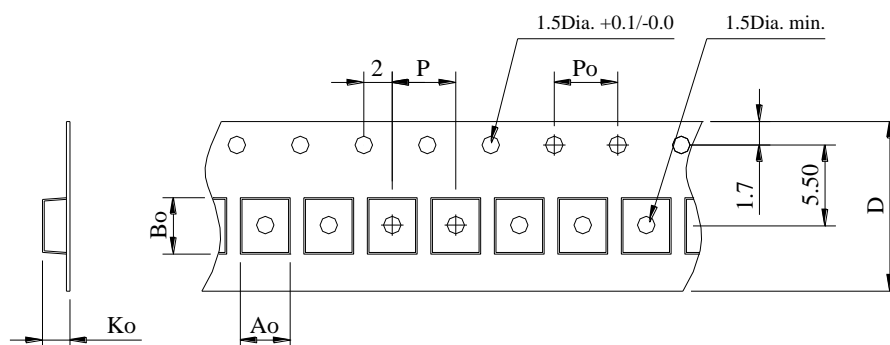 1.5Dia. +0.1/-0.0
1.5Dia. min.
2
P
Po
1.7
5.50
D
Bo
Ko
Ao